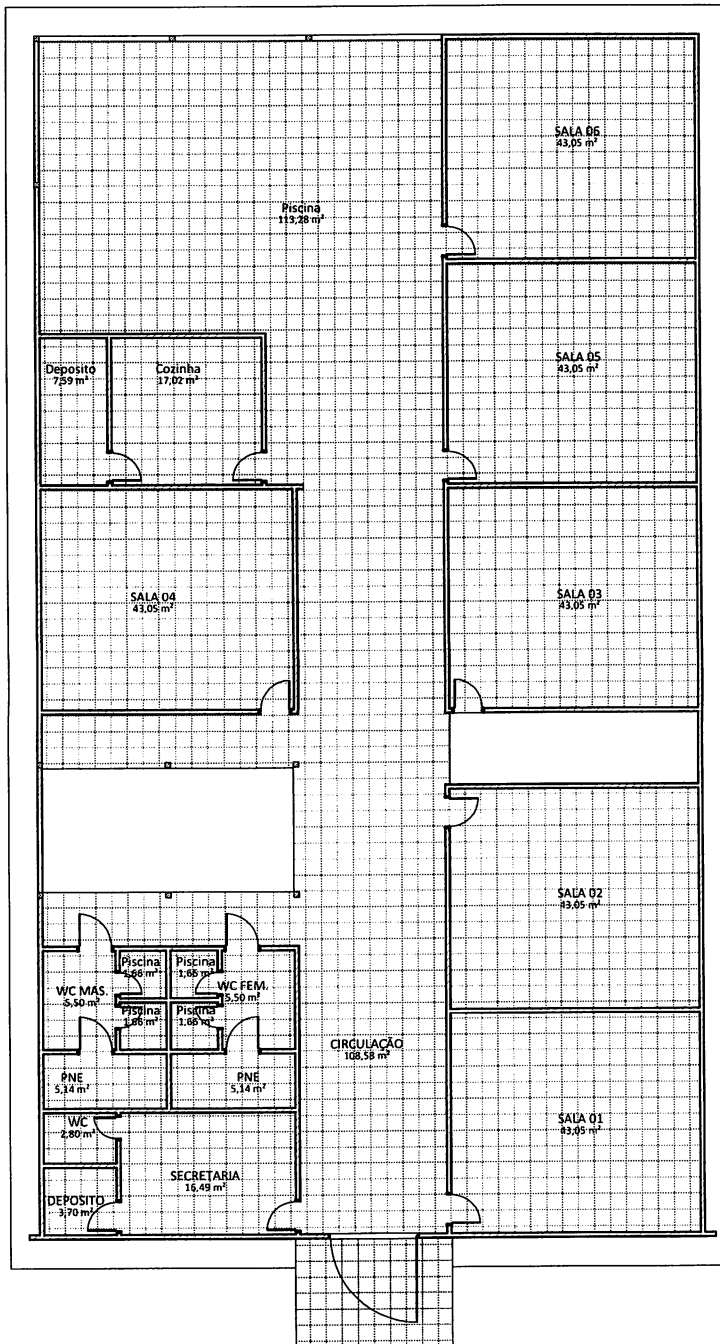 SALA 06
43,05 m²
Piscina
113,28 m²
SALA 05
43,05 m²
Deposito
7,59 m²
Cozinha
17,02 m²
SALA 04
43,05 m²
SALA 03
43,05 m²
SALA 02
43,05 m²
Piscina
1,66 m²
Piscina
1,66 m²
WC MAS.
5,50 m²
WC FEM.
5,50 m²
Piscina
1,66 m²
Piscina
1,66 m²
CIRCULAÇÃO
108,58 m²
PNE
5,14 m²
PNE
5,14 m²
WC
2,80 m²
SALA 01
43,05 m²
SECRETARIA
16,49 m²
DEPOSITO
3,70 m²